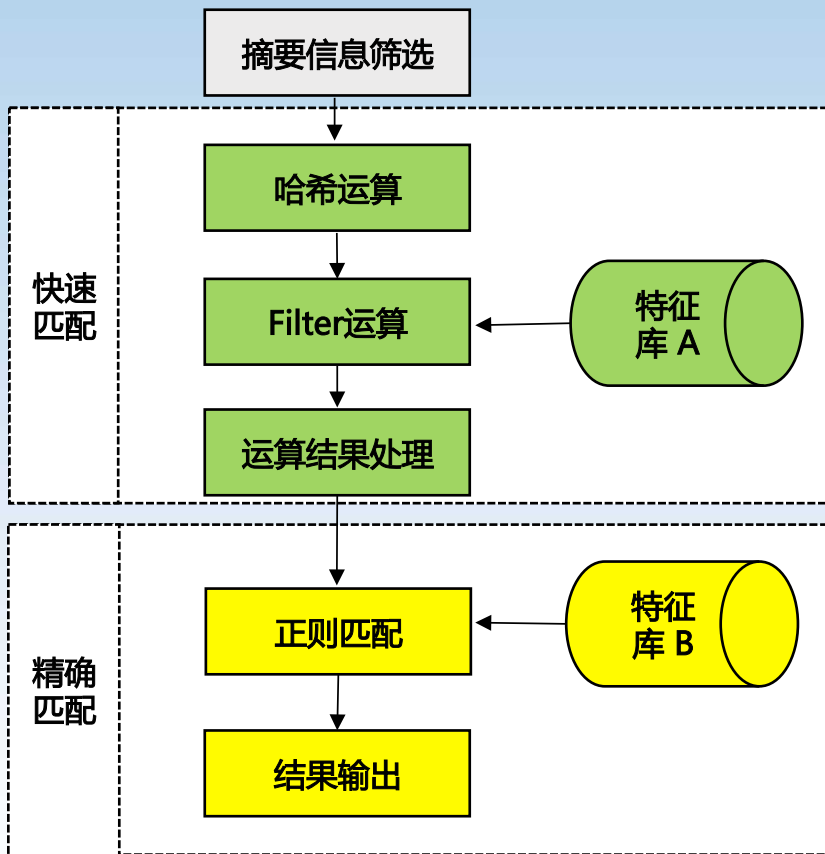 摘要信息筛选
哈希运算
快速
匹配
Filter运算
特征
库 A
运算结果处理
正则匹配
特征
库 B
精确
匹配
结果输出